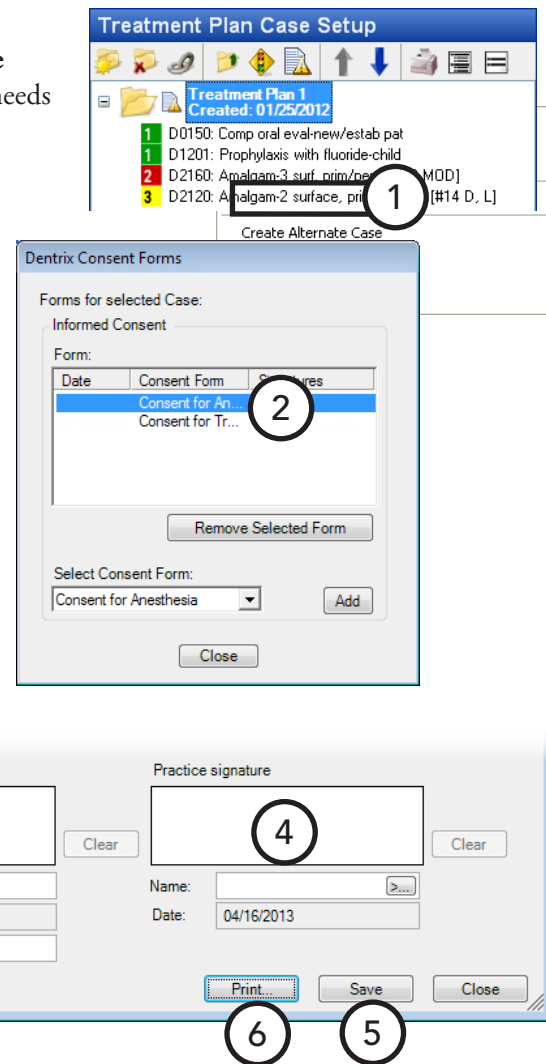 Treatment Plan Case Setup
e
needs
Treatment Plan 1
Created: 01/25/2012
1 D0150: Comp oral eval-new/estab pat
1 D1201: Prophylaxis with fluoride-child
2 D2160: Amalgam-3 surf, prim/per MOD]
3 D2120: Amalgam-2 surface, pri [#14 D, L]
1
Create Alternate Case
Dentrix Consent Forms
Forms for selected Case:
Informed Consent
Form:
Date Consent Form
Consent for An...
2
Consent for Tr...
Remove Selected Form
Select Consent Form:
Consent for Anesthesia
Add
Close
Practice signature
4
Clear
Clear
Name:
>...
Date: 04/16/2013
Print... Save Close
6 5